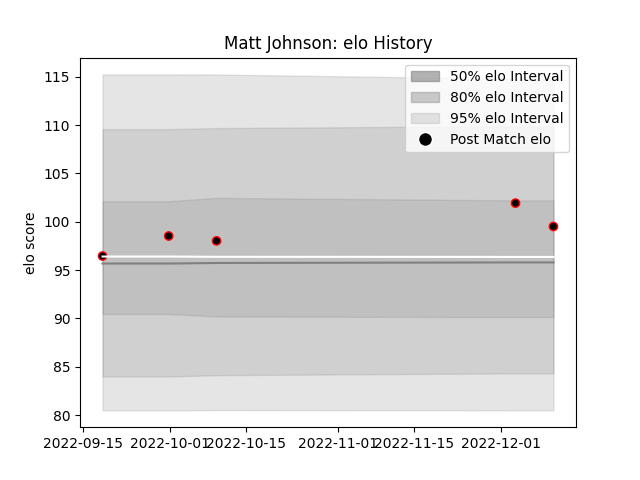 Matt Johnson: elo History
115
110
105
100
95
90
85
80
elo score
50% elo Interval
80% elo Interval
95% elo Interval
Post Match elo
2022-09-15
2022-10-01
2022-10-15
2022-11-01
2022-11-15
2022-12-01